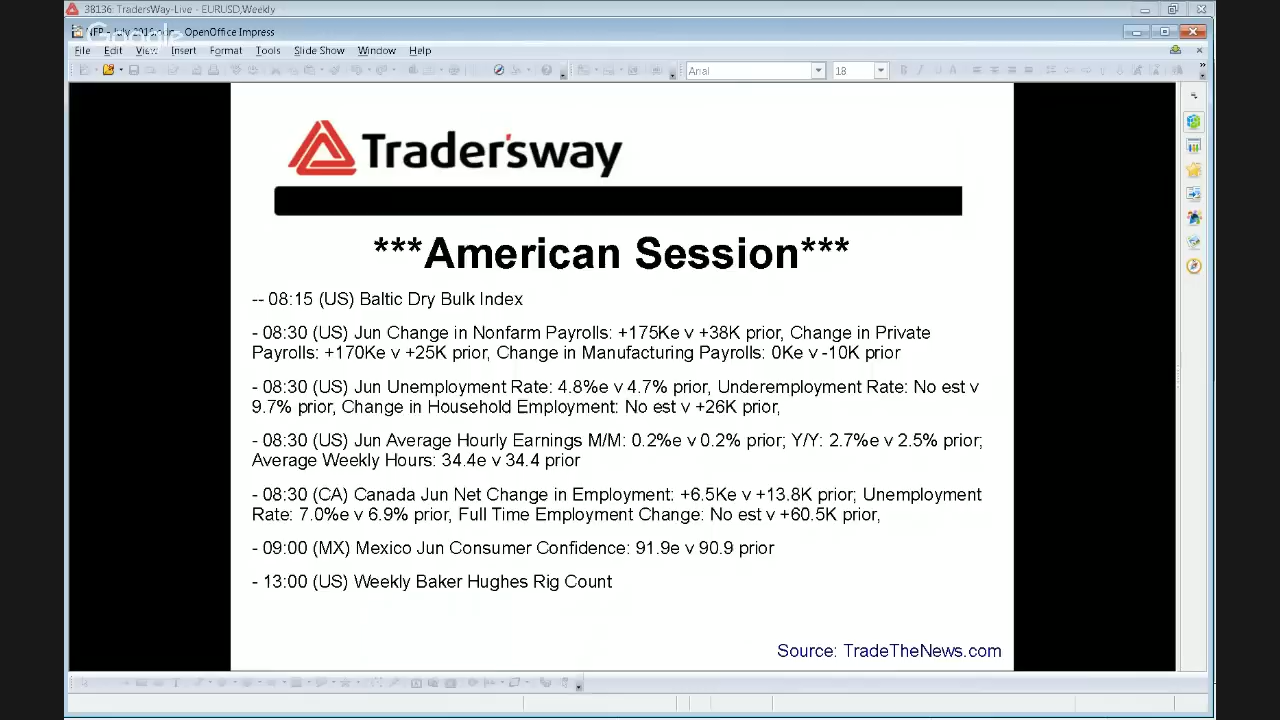 38136: TradersWay-Live - EURUSD,Weekly
OpenOffice Impress
Google
File Edit View Insert Format Tools Slide Show Window Help
Arial 18
Trader'sway
***American Session***
-- 08:15 (US) Baltic Dry Bulk Index
- 08:30 (US) Jun Change in Nonfarm Payrolls: +175Ke v +38K prior, Change in Private
Payrolls: +170Ke v +25K prior, Change in Manufacturing Payrolls: 0Ke v -10K prior
- 08:30 (US) Jun Unemployment Rate: 4.8%e v 4.7% prior, Underemployment Rate: No est v
9.7% prior, Change in Household Employment: No est v +26K prior,
- 08:30 (US) Jun Average Hourly Earnings M/M: 0.2%e v 0.2% prior; Y/Y: 2.7%e v 2.5% prior;
Average Weekly Hours: 34.4e v 34.4 prior
- 08:30 (CA) Canada Jun Net Change in Employment: +6.5Ke v +13.8K prior; Unemployment
Rate: 7.0%e v 6.9% prior, Full Time Employment Change: No est v +60.5K prior,
- 09:00 (MX) Mexico Jun Consumer Confidence: 91.9e v 90.9 prior
- 13:00 (US) Weekly Baker Hughes Rig Count
Source: TradeTheNews.com